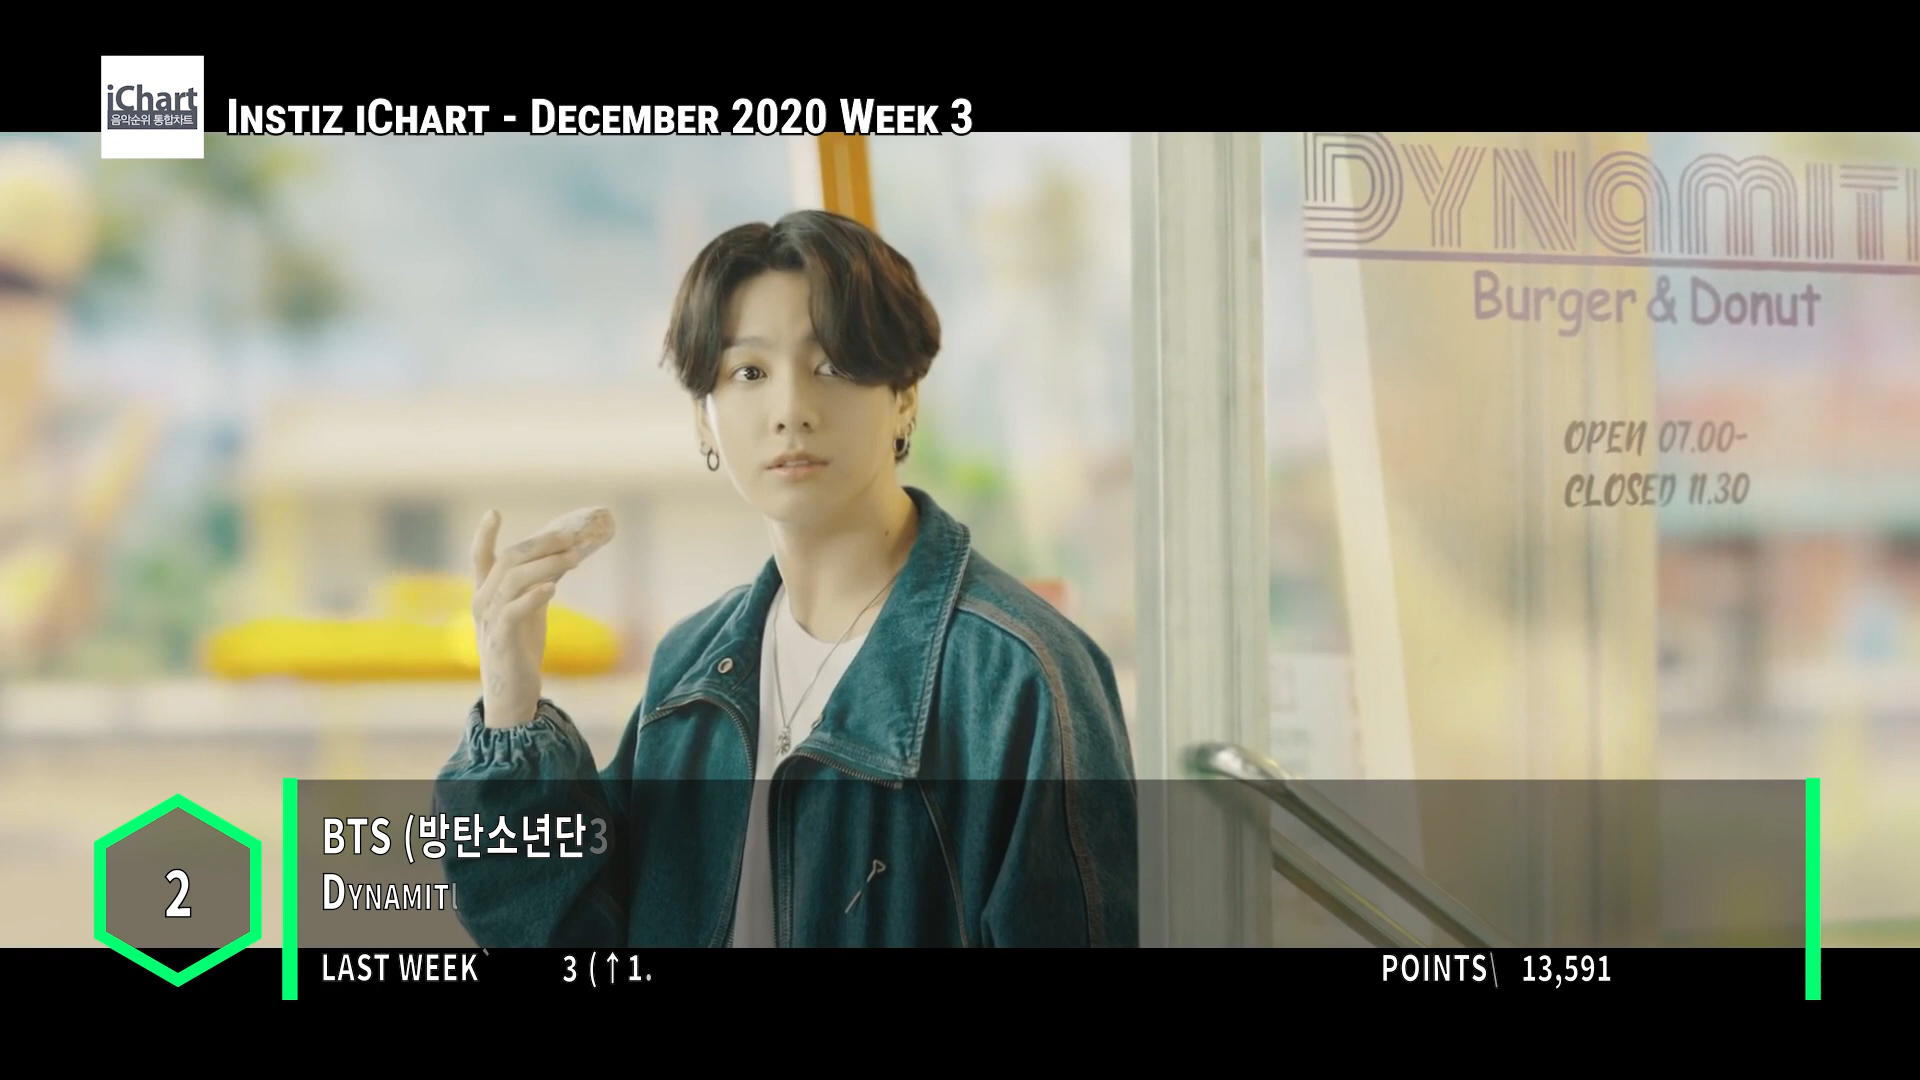 iChart
음악순위 통합차트
INSTIZ ICHART - DECEMBER 2020 WEEK 3
DYNAMIT
Burger & Donut
OPEN 07.00-
CLOSED 11.30
2
BTS (방탄소년단3
DYNAMIT
LAST WEEK 3 (↑1.
POINTS\ 13,591